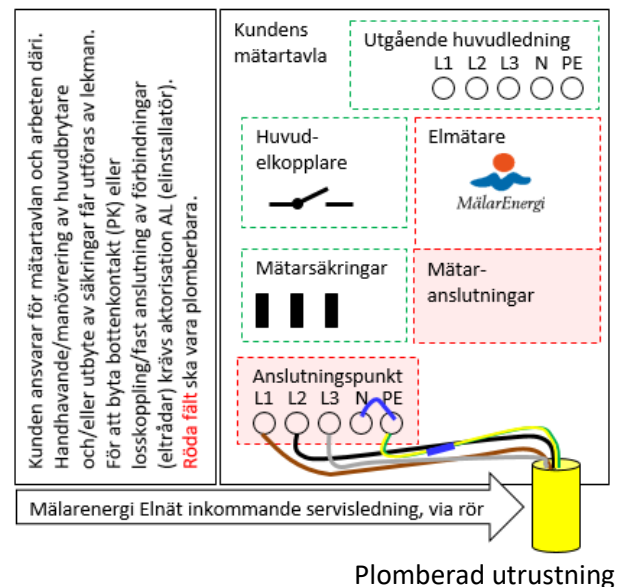 Kunden ansvarar för mätartavlan och arbeten däri.
Handhavande/manövrering av huvudbrytare
och/eller utbyte av säkringar får utföras av lekman.
För att byta bottenkontakt (PK) eller
losskoppling/fast anslutning av förbindningar
(eltrådar) krävs aktorisation AL (elinstallatör).
Röda fält ska vara plomberbara.
Kundens
mätartavla
Utgående huvudledning
L1 L2 L3 N PE
Huvud-
elkopplare
Elmätare
MälarEnergi
Mätarsäkringar
Mätar-
anslutningar
Anslutningspunkt
L1 L2 L3 N PE
Mälarenergi Elnät inkommande servisledning, via rör
Plomberad utrustning